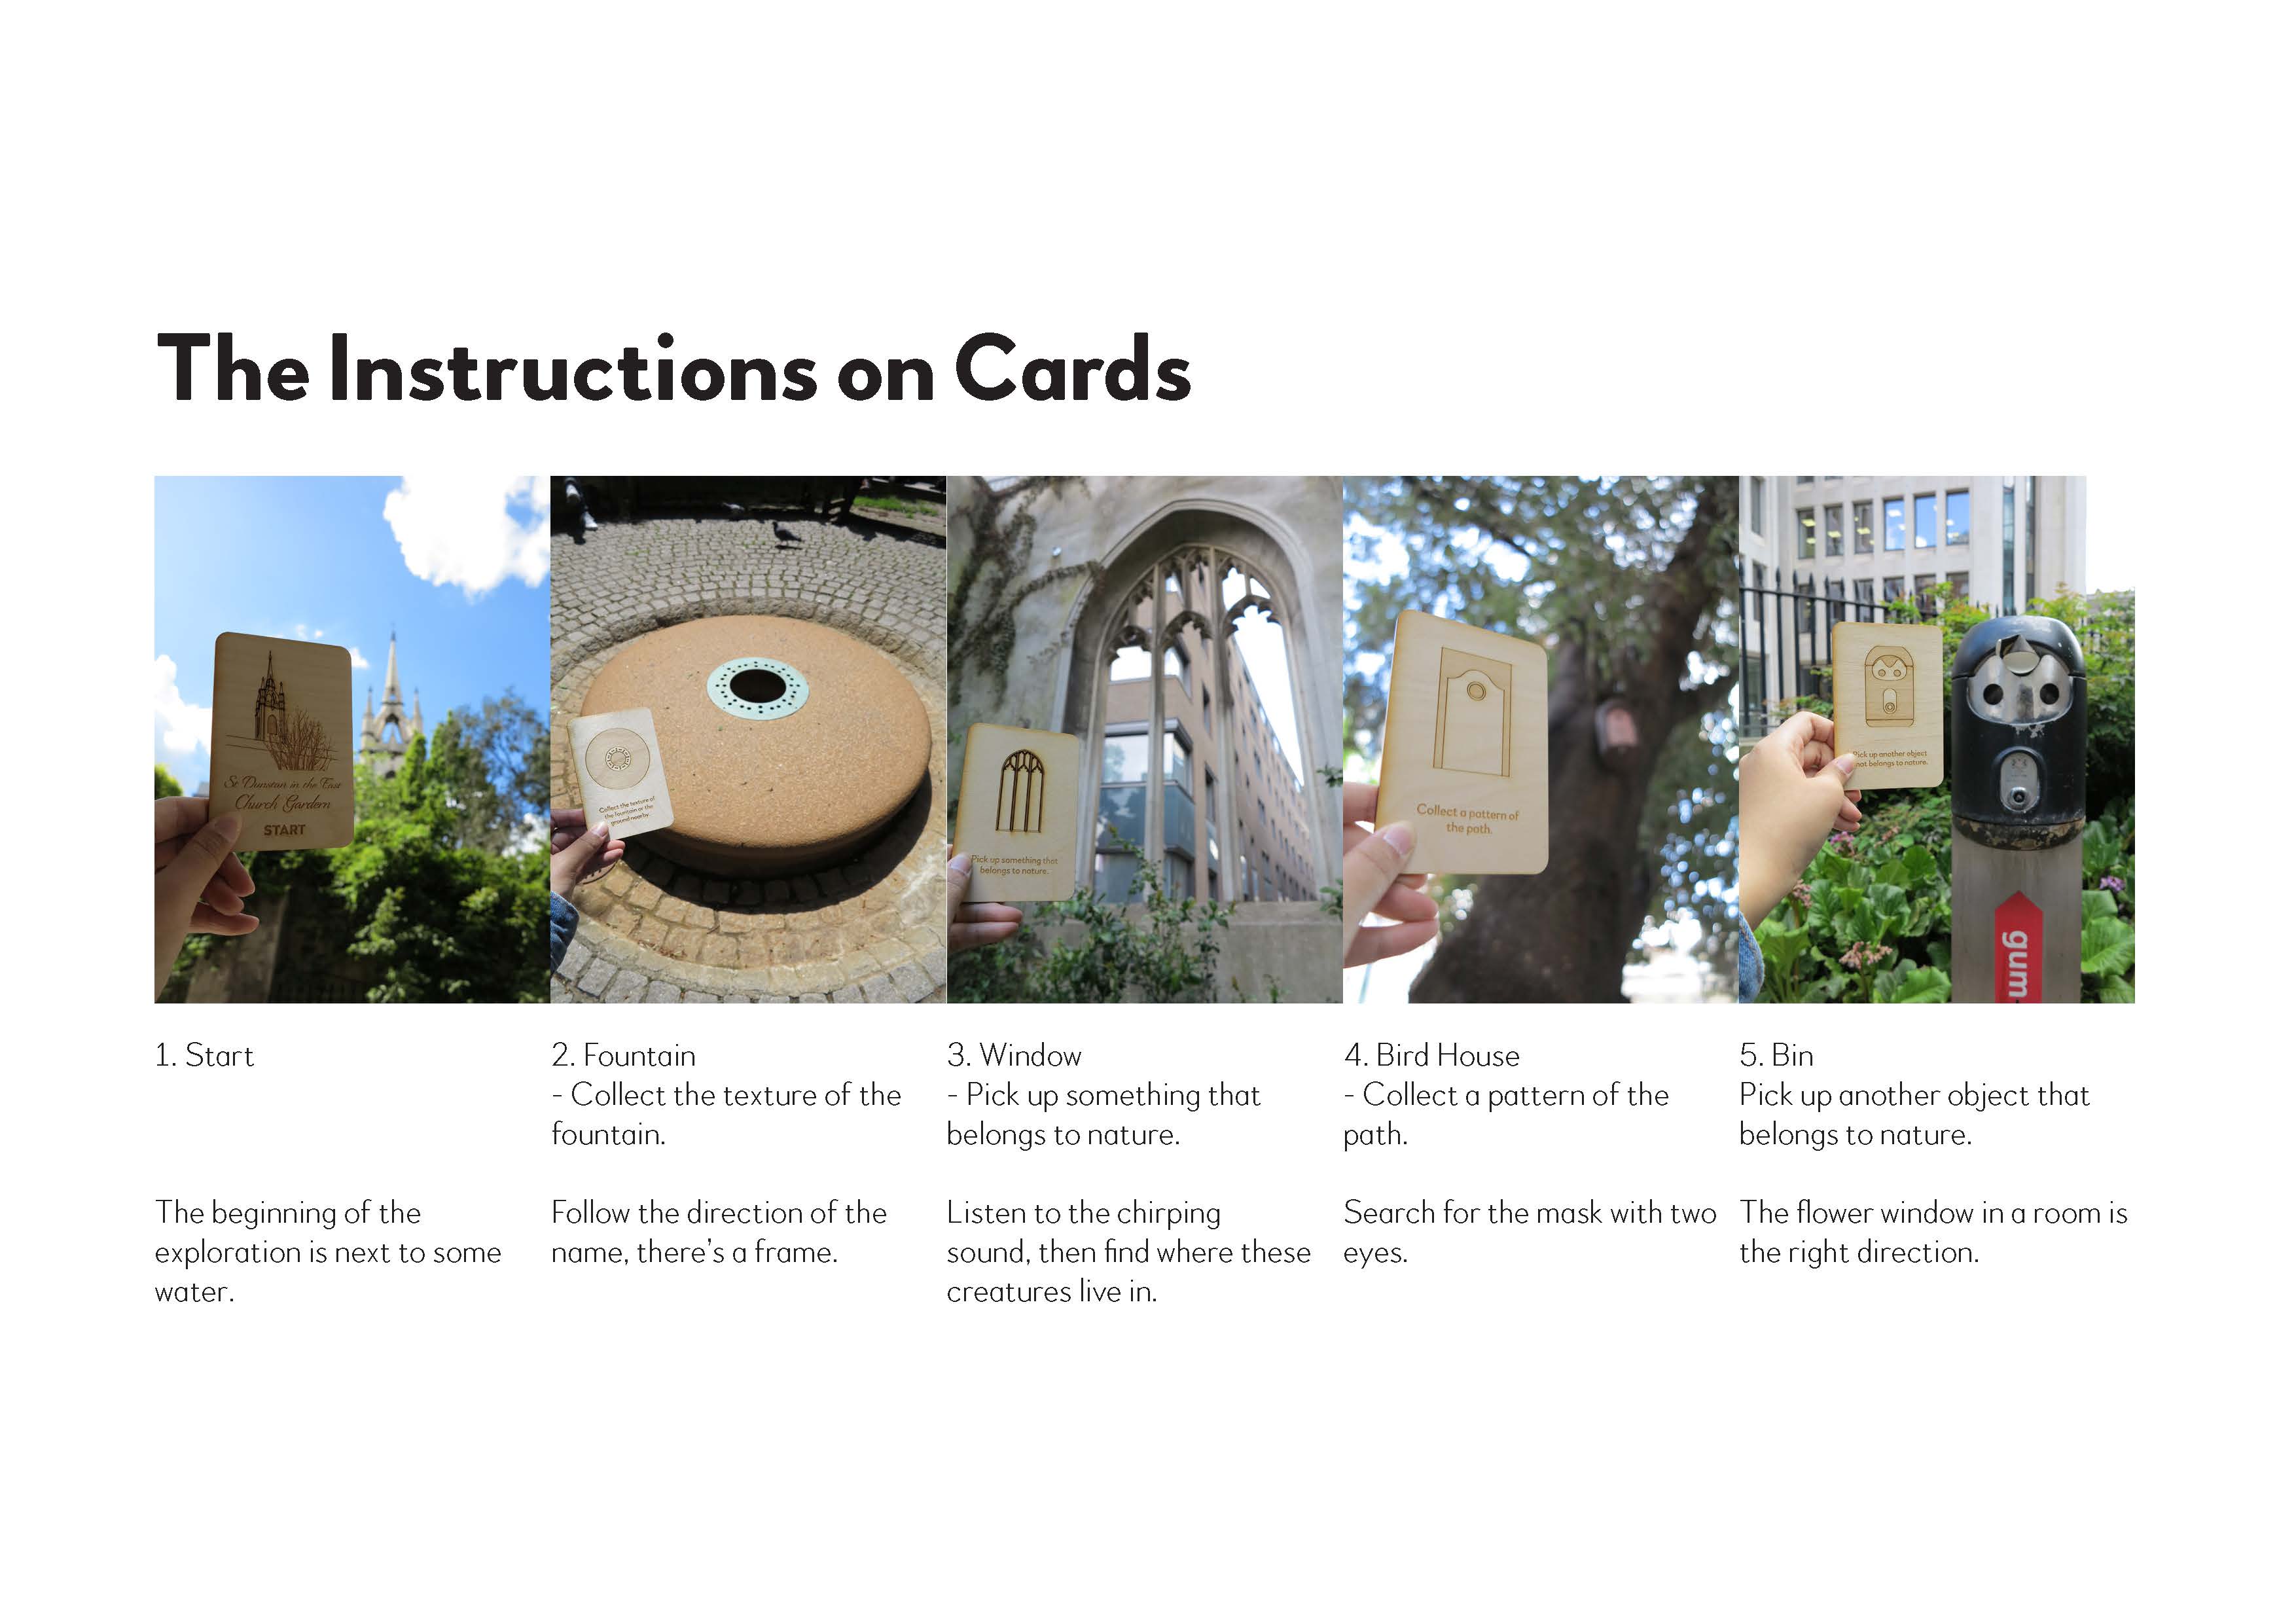 The Instructions on Cards
St Dunstan in the East
Church Gardern
START
Collect the texture of
the fountain or the
ground nearby.
Pick up something that
belongs to nature.
Collect a pattern of
the path.
Pick up another object
hat belongs to nature.
gum
1. Start
The beginning of the
exploration is next to some
water.
2. Fountain
- Collect the texture of the
fountain.
Follow the direction of the
name, there's a frame.
3. Window
- Pick up something that
belongs to nature.
Listen to the chirping
sound, then find where these
creatures live in.
4. Bird House
- Collect a pattern of the
path.
Search for the mask with two
eyes.
5. Bin
Pick up another object that
belongs to nature.
The flower window in a room is
the right direction.